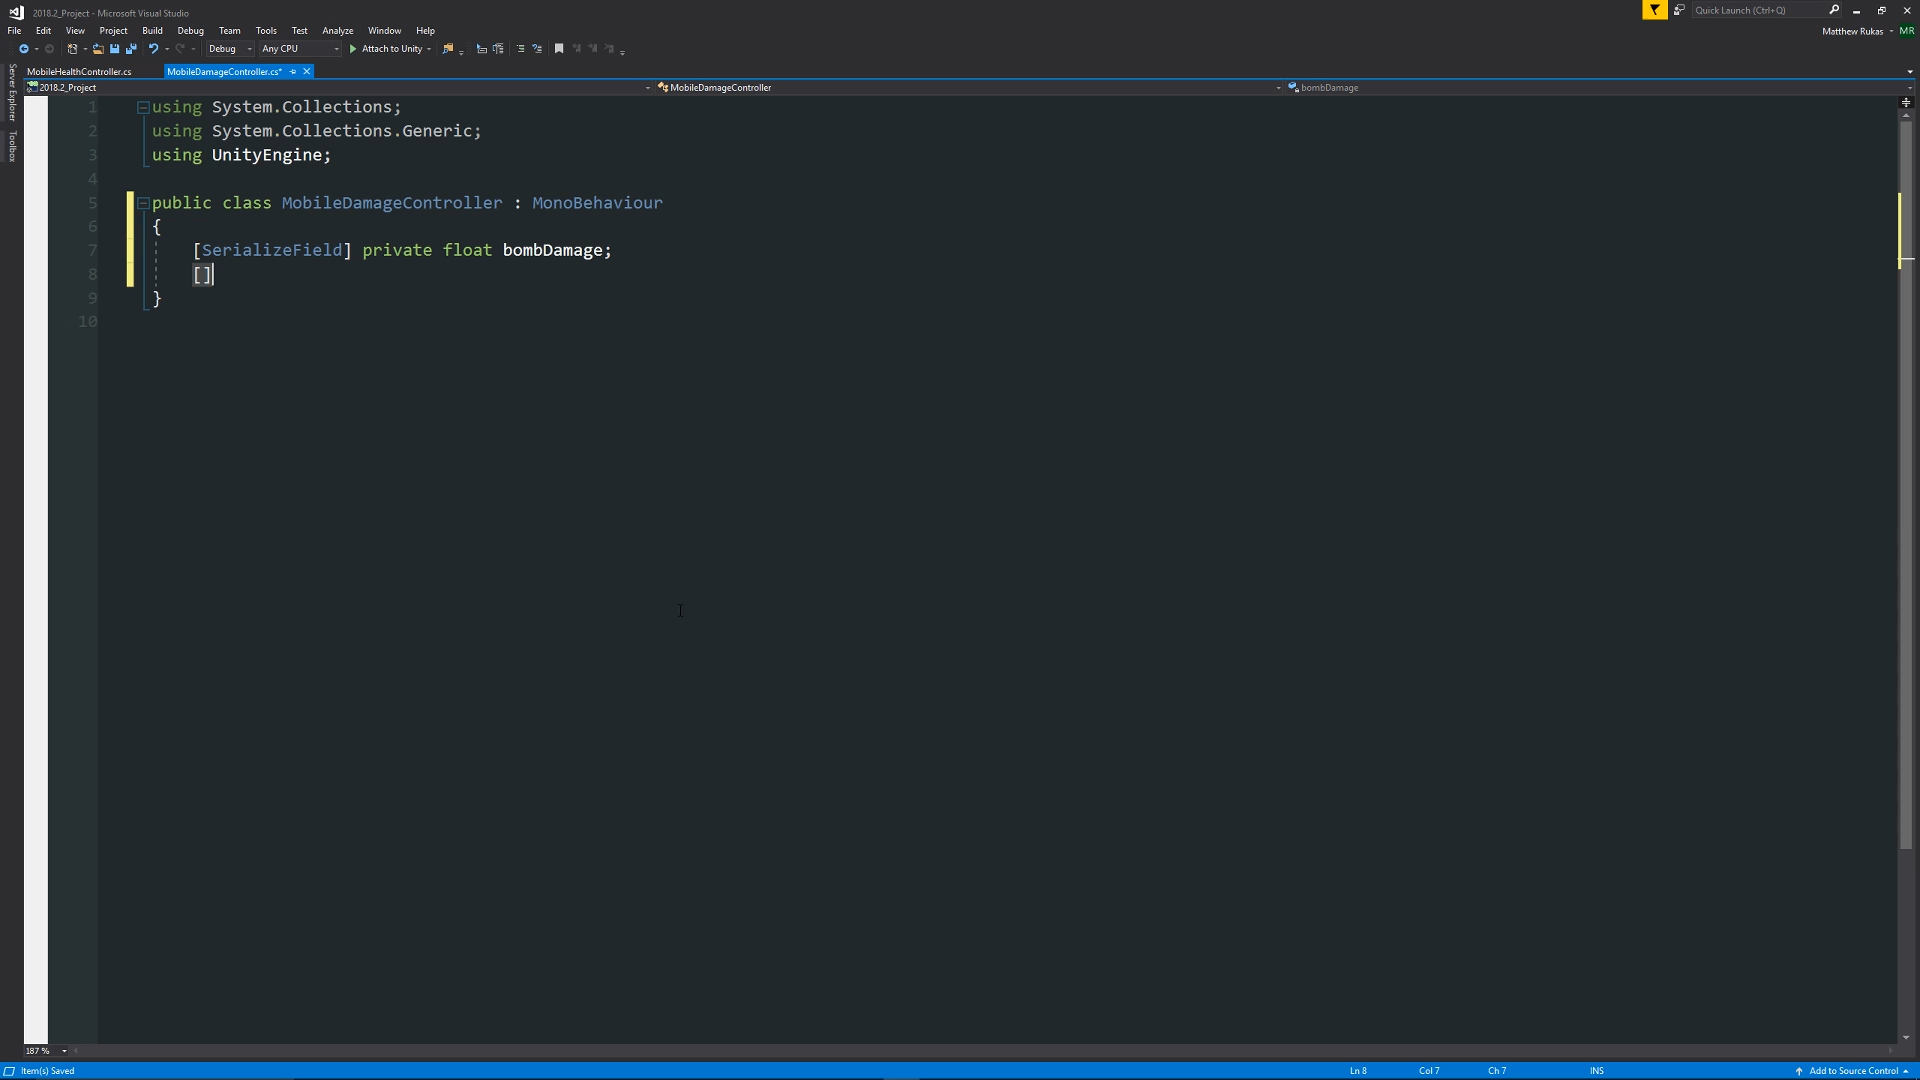 2018.2_Project - Microsoft Visual Studio
Quick Launch (Ctrl+Q)
File Edit View Project Build Debug Team Tools Test Analyze Window Help
Matthew Rukas MR
Debug Any CPU Attach to Unity
MobileHealthController.cs MobileDamageController.cs*
2018.2_Project MobileDamageController bombDamage
Server Explorer
Toolbox
1 using System.Collections;
2 using System.Collections.Generic;
3 using UnityEngine;
4
5 public class MobileDamageController : MonoBehaviour
6 {
7 [SerializeField] private float bombDamage;
8 []
9 }
10
187 %
Item(s) Saved Ln 8 Col 7 Ch 7 INS Add to Source Control